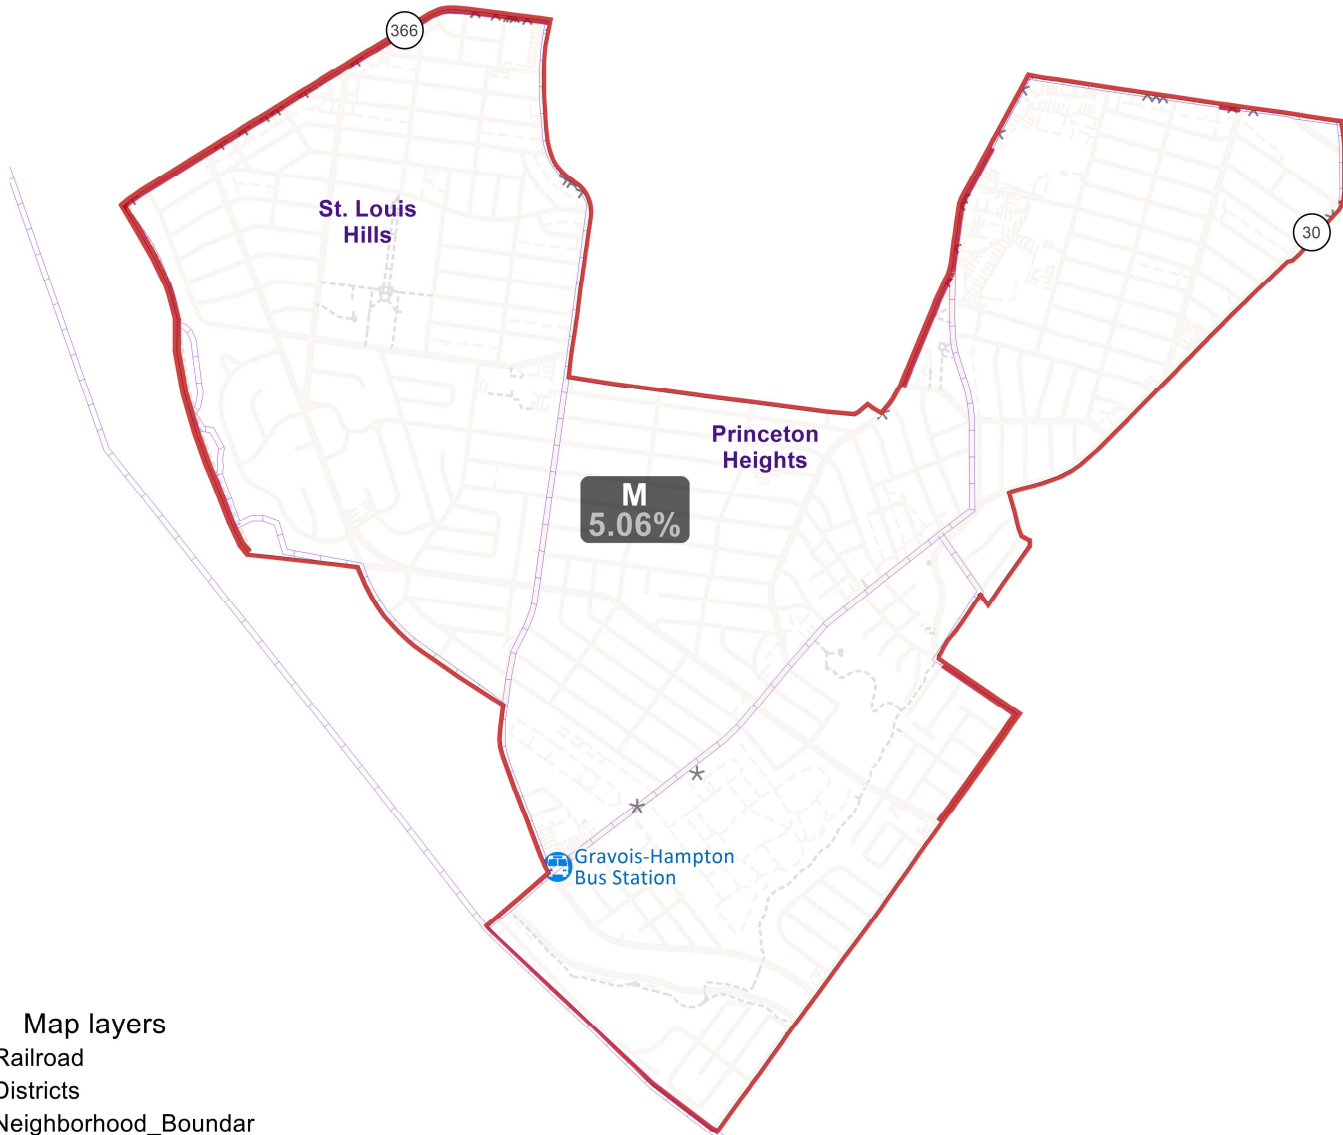 366
St. Louis
Hills
30
Princeton
Heights
M
5.06%
Gravois-Hampton
Bus Station
Map layers
Railroad
Districts
Neighborhood_Boundar